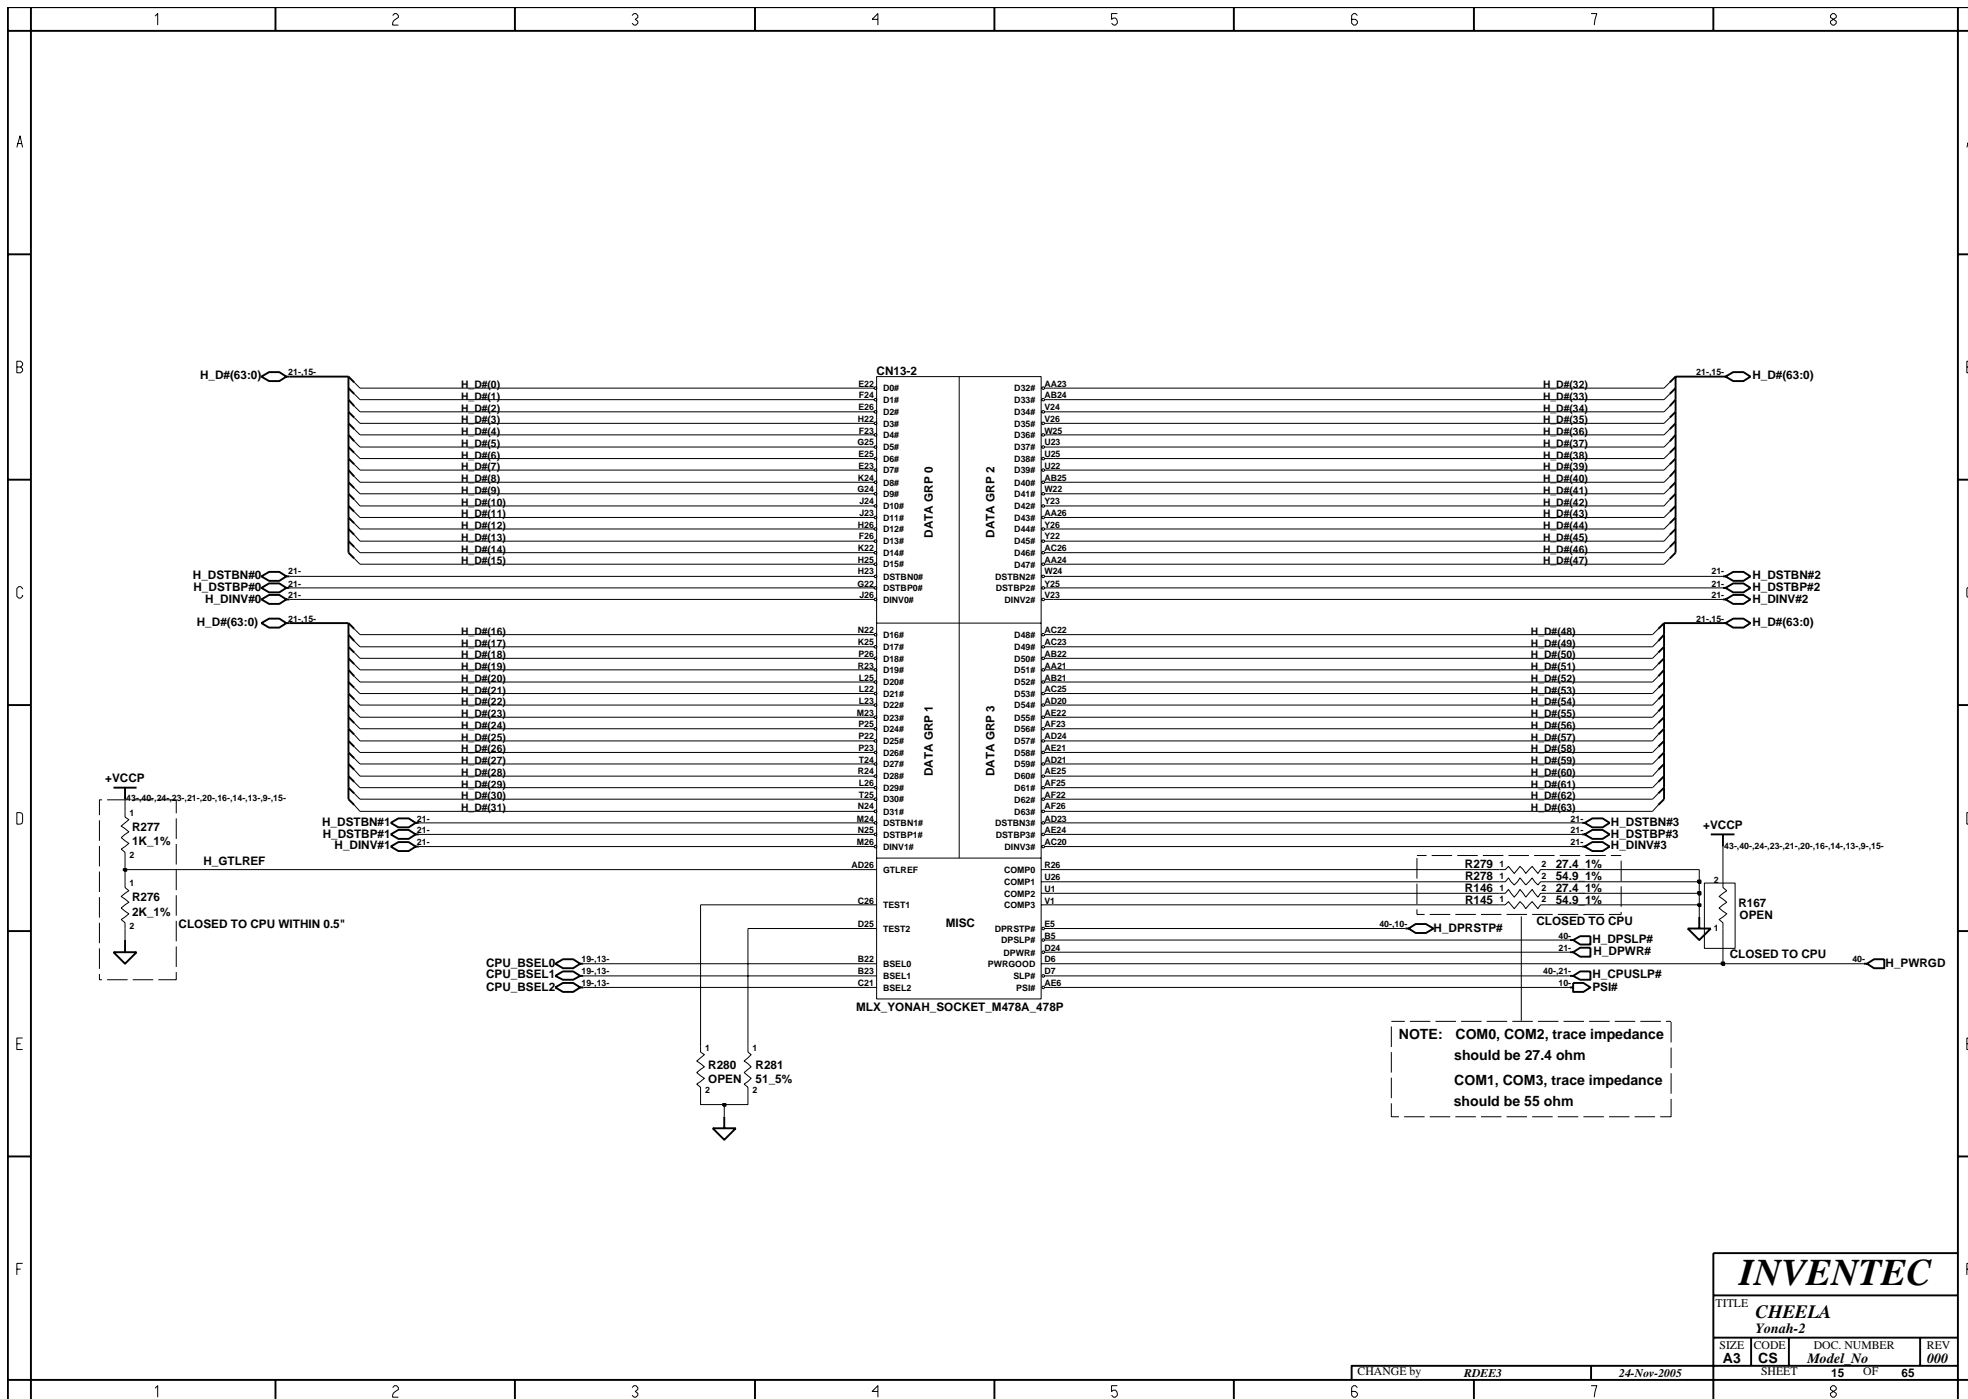 1 2 3 4 5 6 7 8
A
B
C
D
E
F
CN13-2
H_D#(63:0) 21-,15-
H_D#(0) E22 D0# D32# AA23 H_D#(32)
H_D#(1) F24 D1# D33# AB24 H_D#(33)
H_D#(2) E26 D2# D34# V24 H_D#(34)
H_D#(3) H22 D3# D35# V26 H_D#(35)
H_D#(4) F23 D4# D36# W25 H_D#(36)
H_D#(5) G25 D5# D37# U23 H_D#(37)
H_D#(6) E25 D6# D38# U25 H_D#(38)
H_D#(7) E23 D7# D39# U22 H_D#(39)
H_D#(8) K24 D8# D40# AB25 H_D#(40)
H_D#(9) G24 D9# D41# W22 H_D#(41)
H_D#(10) J24 D10# D42# Y23 H_D#(42)
H_D#(11) J23 D11# D43# AA26 H_D#(43)
H_D#(12) H26 D12# D44# Y26 H_D#(44)
H_D#(13) F26 D13# D45# Y22 H_D#(45)
H_D#(14) K22 D14# D46# AC26 H_D#(46)
H_D#(15) H25 D15# D47# AA24 H_D#(47)
21-,15- H_D#(63:0)
DATA GRP 0
DATA GRP 2
H_DSTBN#0 21- H23 DSTBN0# DSTBN2# W24 21- H_DSTBN#2
H_DSTBP#0 21- G22 DSTBP0# DSTBP2# Y25 21- H_DSTBP#2
H_DINV#0 21- J26 DINV0# DINV2# V23 21- H_DINV#2
H_D#(63:0) 21-,15-
21-,15- H_D#(63:0)
H_D#(16) N22 D16# D48# AC22 H_D#(48)
H_D#(17) K25 D17# D49# AC23 H_D#(49)
H_D#(18) P26 D18# D50# AB22 H_D#(50)
H_D#(19) R23 D19# D51# AA21 H_D#(51)
H_D#(20) L25 D20# D52# AB21 H_D#(52)
H_D#(21) L22 D21# D53# AC25 H_D#(53)
H_D#(22) L23 D22# D54# AD20 H_D#(54)
H_D#(23) M23 D23# D55# AE22 H_D#(55)
H_D#(24) P25 D24# D56# AF23 H_D#(56)
H_D#(25) P22 D25# D57# AD24 H_D#(57)
H_D#(26) P23 D26# D58# AE21 H_D#(58)
H_D#(27) T24 D27# D59# AD21 H_D#(59)
H_D#(28) R24 D28# D60# AE25 H_D#(60)
H_D#(29) L26 D29# D61# AF25 H_D#(61)
H_D#(30) T25 D30# D62# AF22 H_D#(62)
H_D#(31) N24 D31# D63# AF26 H_D#(63)
DATA GRP 1
DATA GRP 3
H_DSTBN#1 21- M24 DSTBN1# DSTBN3# AD23 21- H_DSTBN#3
H_DSTBP#1 21- N25 DSTBP1# DSTBP3# AE24 21- H_DSTBP#3
H_DINV#1 21- M26 DINV1# DINV3# AC20 21- H_DINV#3
+VCCP
43-,40-,24-,23-,21-,20-,16-,14-,13-,9-,15-
1
R277
1K_1%
2
H_GTLREF AD26 GTLREF
1
R276
2K_1%
2
CLOSED TO CPU WITHIN 0.5"
COMP0 R26 R279 1 2 27.4_1%
COMP1 U26 R278 1 2 54.9_1%
COMP2 U1 R146 1 2 27.4_1%
COMP3 V1 R145 1 2 54.9_1%
CLOSED TO CPU
+VCCP
43-,40-,24-,23-,21-,20-,16-,14-,13-,9-,15-
2
R167
OPEN
1
CLOSED TO CPU
C26 TEST1
D25 TEST2
MISC
DPRSTP# E5 40-,10- H_DPRSTP#
DPSLP# B5 40- H_DPSLP#
DPWR# D24 21- H_DPWR#
CPU_BSEL0 19-,13- B22 BSEL0 PWRGOOD D6 40- H_PWRGD
CPU_BSEL1 19-,13- B23 BSEL1 SLP# D7 40-,21- H_CPUSLP#
CPU_BSEL2 19-,13- C21 BSEL2 PSI# AE6 10- PSI#
MLX_YONAH_SOCKET_M478A_478P
1 1
R280 R281
OPEN 51_5%
2 2
NOTE: COM0, COM2, trace impedance
should be 27.4 ohm
COM1, COM3, trace impedance
should be 55 ohm
INVENTEC
TITLE CHEELA
Yonah-2
SIZE CODE DOC. NUMBER REV
A3 CS Model_No 000
CHANGE by RDEE3 24-Nov-2005 SHEET 15 OF 65
1 2 3 4 5 6 7 8